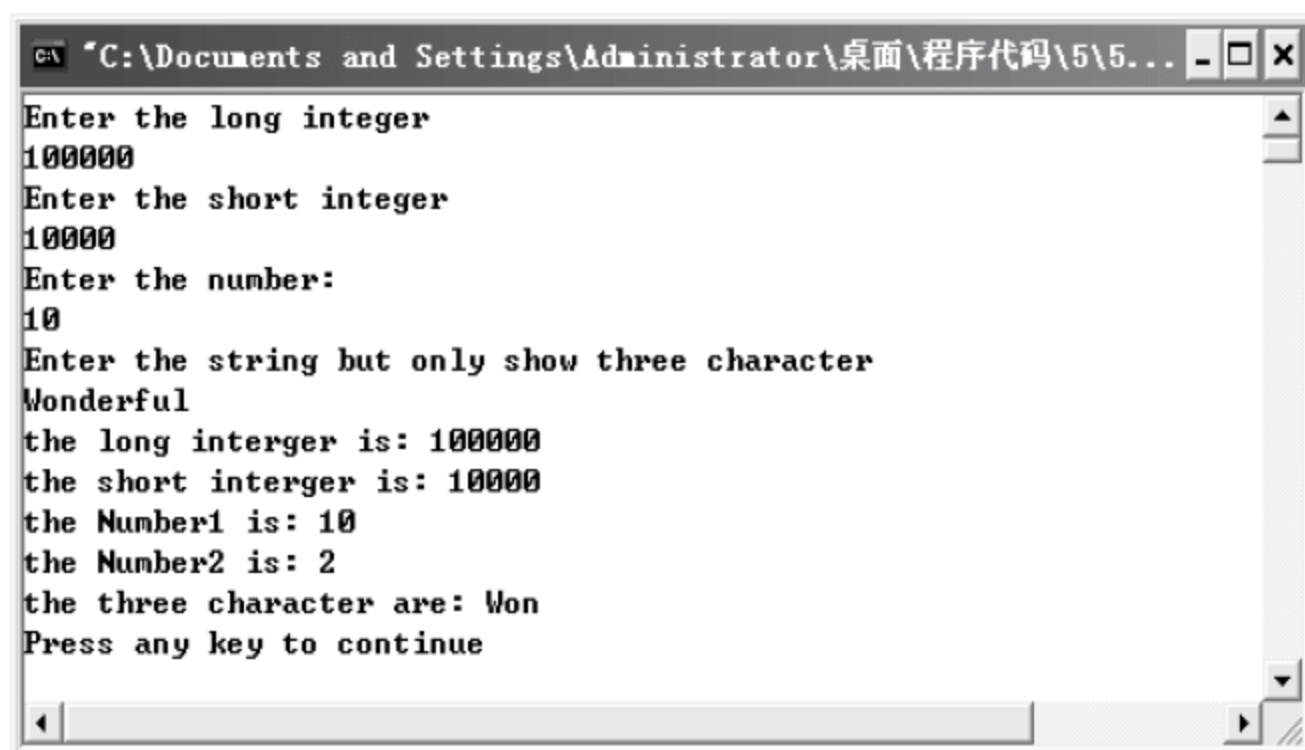 "C:\Documents and Settings\Administrator\桌面\程序代码\5\5...
Enter the long integer
100000
Enter the short integer
10000
Enter the number:
10
Enter the string but only show three character
Wonderful
the long interger is: 100000
the short interger is: 10000
the Number1 is: 10
the Number2 is: 2
the three character are: Won
Press any key to continue